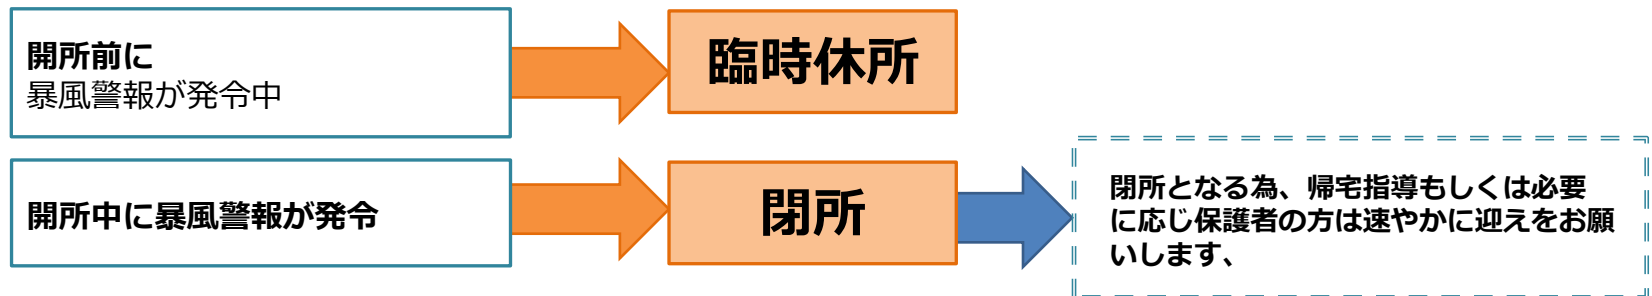 開所前に
暴風警報が発令中
臨時休所
開所中に暴風警報が発令
閉所
閉所となる為、帰宅指導もしくは必要
に応じ保護者の方は速やかに迎えをお願
いします、